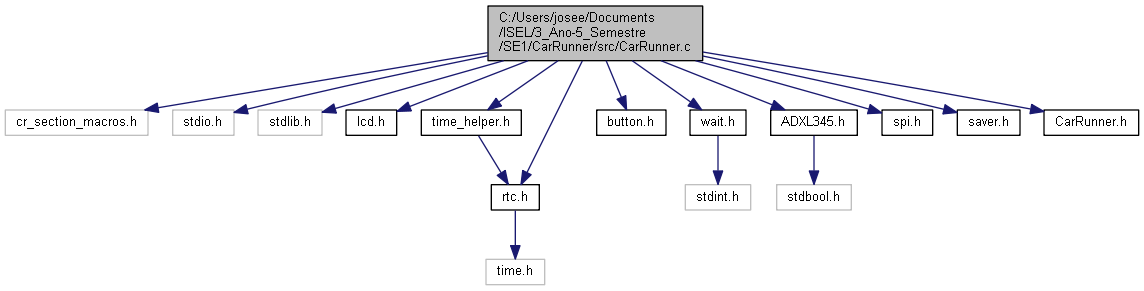 C:/Users/josee/Documents
/ISEL/3_Ano-5_Semestre
/SE1/CarRunner/src/CarRunner.c
cr_section_macros.h
stdio.h
stdlib.h
lcd.h
time_helper.h
button.h
wait.h
ADXL345.h
spi.h
saver.h
CarRunner.h
rtc.h
stdint.h
stdbool.h
time.h